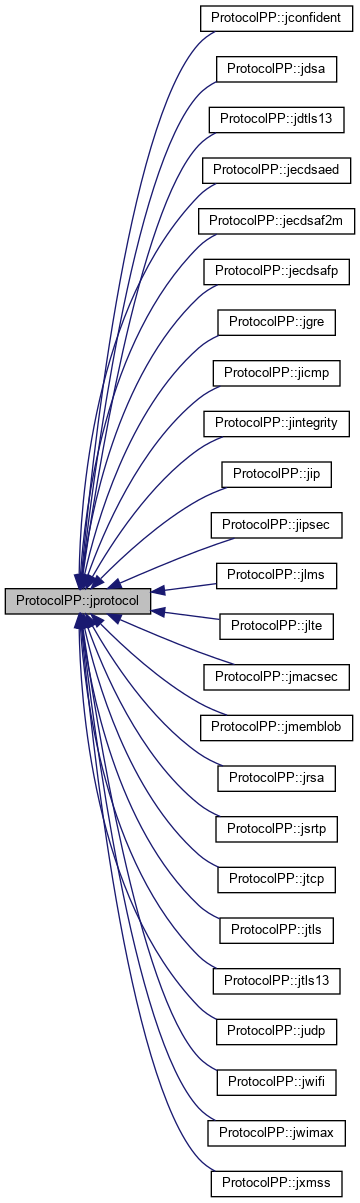 ProtocolPP::jconfident
ProtocolPP::jdsa
ProtocolPP::jdtls13
ProtocolPP::jecdsaed
ProtocolPP::jecdsaf2m
ProtocolPP::jecdsafp
ProtocolPP::jgre
ProtocolPP::jicmp
ProtocolPP::jintegrity
ProtocolPP::jip
ProtocolPP::jipsec
ProtocolPP::jlms
ProtocolPP::jprotocol
ProtocolPP::jlte
ProtocolPP::jmacsec
ProtocolPP::jmemblob
ProtocolPP::jrsa
ProtocolPP::jsrtp
ProtocolPP::jtcp
ProtocolPP::jtls
ProtocolPP::jtls13
ProtocolPP::judp
ProtocolPP::jwifi
ProtocolPP::jwimax
ProtocolPP::jxmss